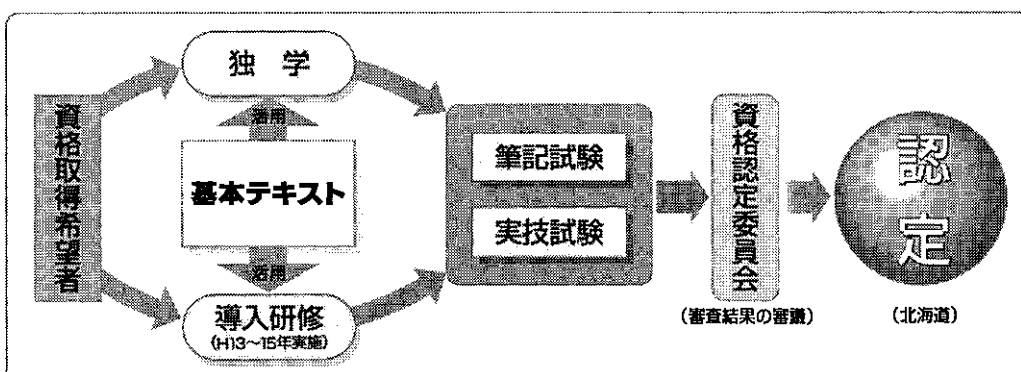 資格取得希望者
独学
活用
基本テキスト
活用
導入研修
(H13〜15年実施)
筆記試験
実技試験
資格認定委員会
(審査結果の審議)
認定
(北海道)